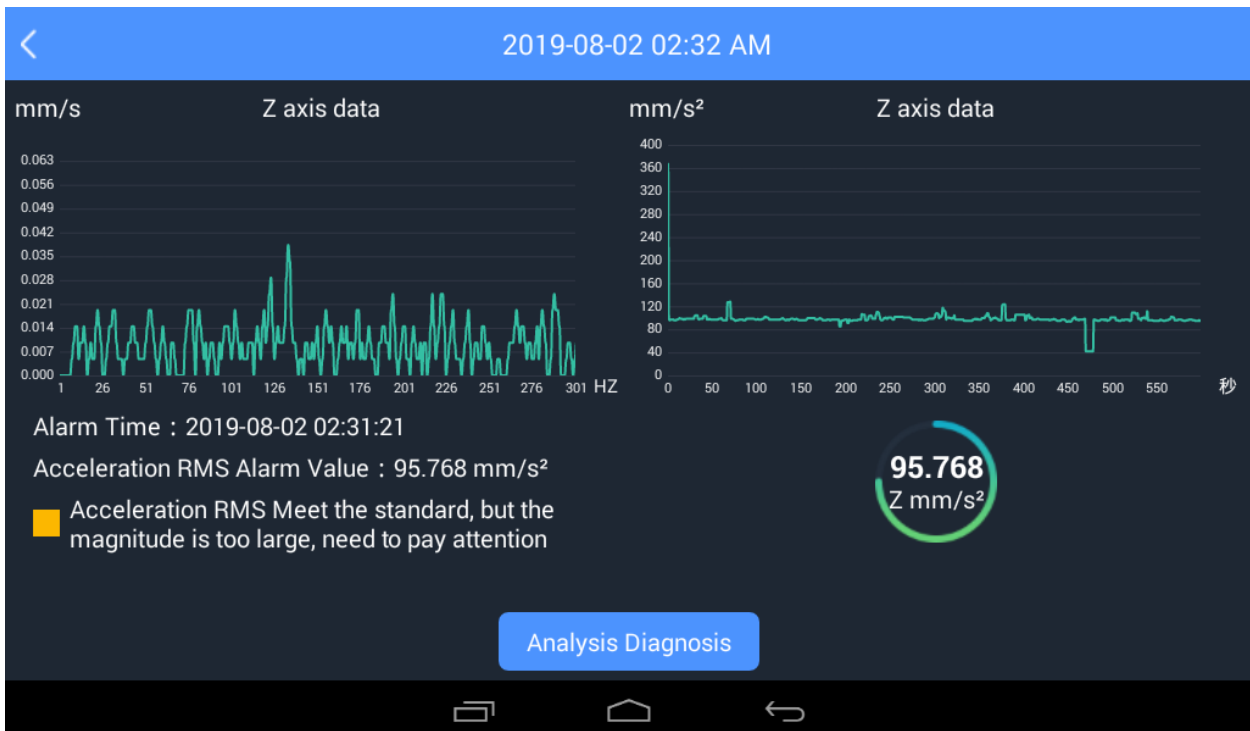 2019-08-02 02:32 AM
mm/s Z axis data
0.063
0.056
0.049
0.042
0.035
0.028
0.021
0.014
0.007
0.000
1 26 51 76 101 126 151 176 201 226 251 276 301 HZ
mm/s² Z axis data
400
360
320
280
240
200
160
120
80
40
0
0 50 100 150 200 250 300 350 400 450 500 550 秒
Alarm Time：2019-08-02 02:31:21
Acceleration RMS Alarm Value：95.768 mm/s²
Acceleration RMS Meet the standard, but the
magnitude is too large, need to pay attention
95.768
Z mm/s²
Analysis Diagnosis